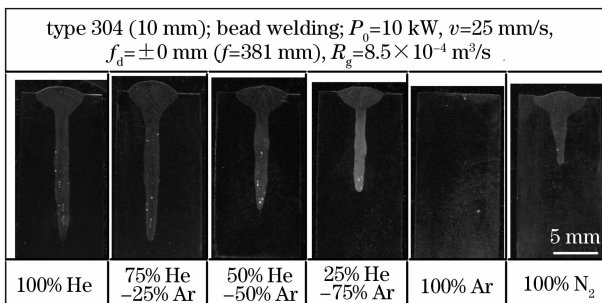 type 304 (10 mm); bead welding; P₀=10 kW, v=25 mm/s,
f_d=±0 mm (f=381 mm), R_g=8.5×10⁻⁴ m³/s
5 mm
100% He
75% He
–25% Ar
50% He
–50% Ar
25% He
–75% Ar
100% Ar
100% N₂